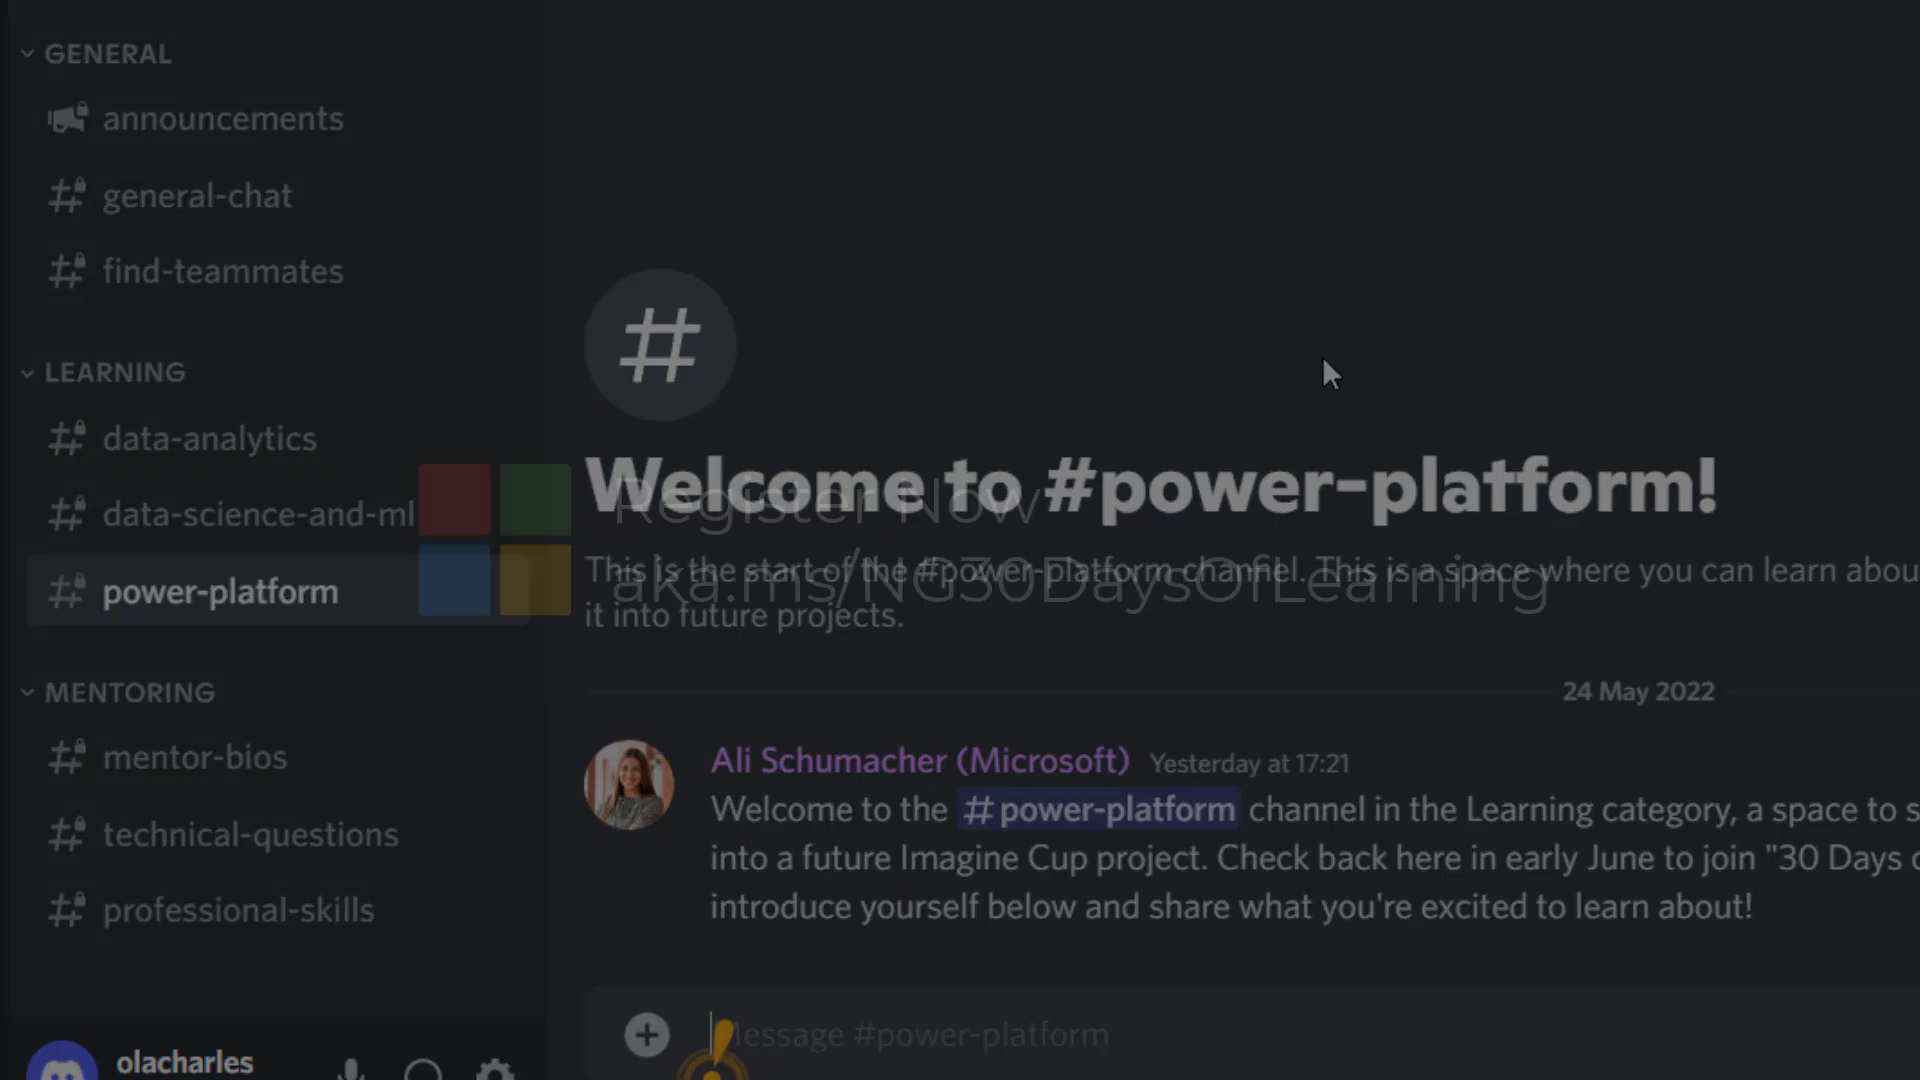 GENERAL
announcements
general-chat
find-teammates
LEARNING
data-analytics
data-science-and-ml
power-platform
MENTORING
mentor-bios
technical-questions
professional-skills
olacharles
Welcome to #power-platform!
This is the start of the #power-platform channel. This is a space where you can learn abou
it into future projects.
Register Now
aka.ms/NG30DaysOfLearning
24 May 2022
Ali Schumacher (Microsoft) Yesterday at 17:21
Welcome to the #power-platform channel in the Learning category, a space to s
into a future Imagine Cup project. Check back here in early June to join "30 Days o
introduce yourself below and share what you're excited to learn about!
Message #power-platform